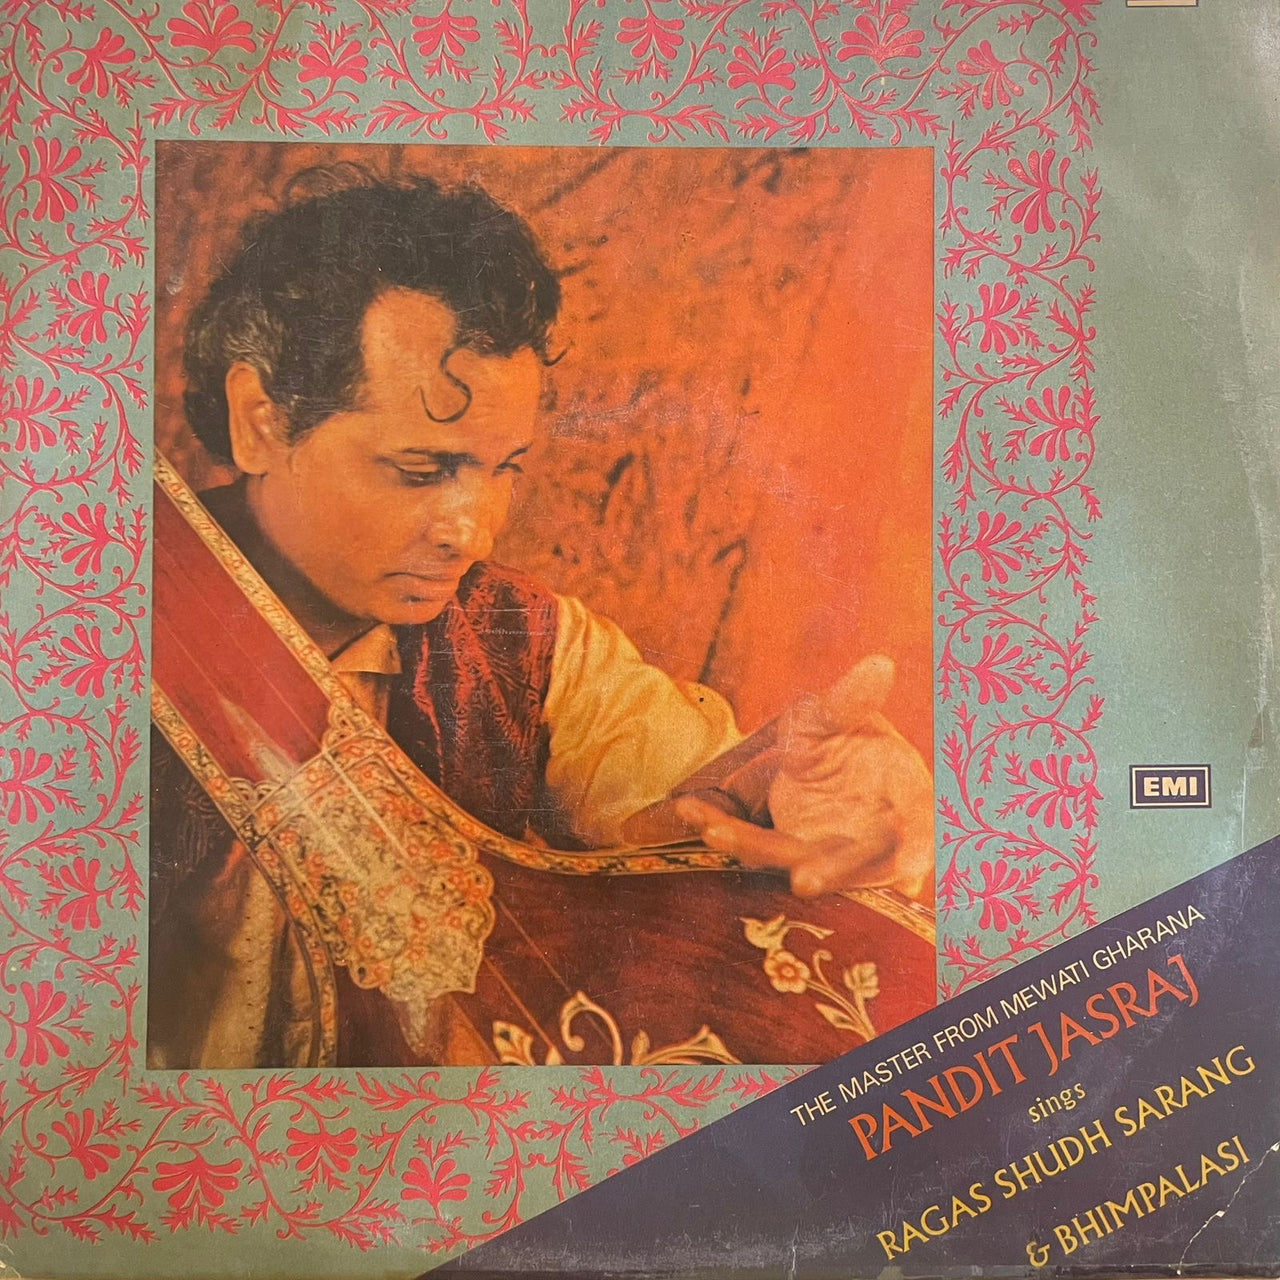 EMI
THE MASTER FROM MEWATI GHARANA
PANDIT JASRAJ
sings
RAGAS SHUDH SARANG
& BHIMPALASI